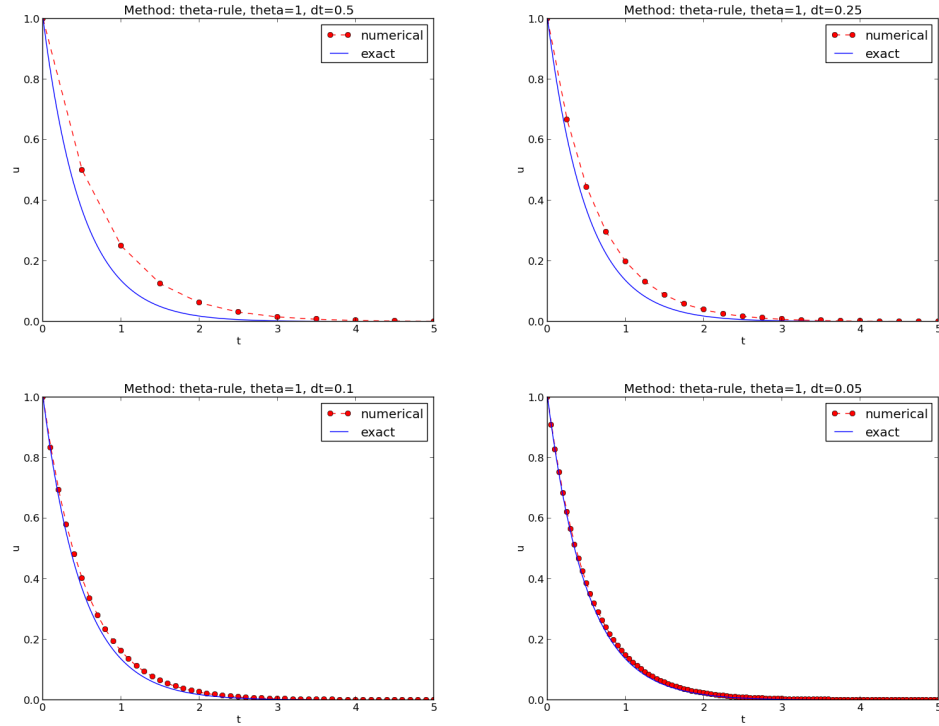 Method: theta-rule, theta=1, dt=0.5
1.0
0.8
0.6
0.4
0.2
0.0
u
0 1 2 3 4 5
t
numerical
exact
Method: theta-rule, theta=1, dt=0.25
1.0
0.8
0.6
0.4
0.2
0.0
u
0 1 2 3 4 5
t
numerical
exact
Method: theta-rule, theta=1, dt=0.1
1.0
0.8
0.6
0.4
0.2
0.0
u
0 1 2 3 4 5
t
numerical
exact
Method: theta-rule, theta=1, dt=0.05
1.0
0.8
0.6
0.4
0.2
0.0
u
0 1 2 3 4 5
t
numerical
exact